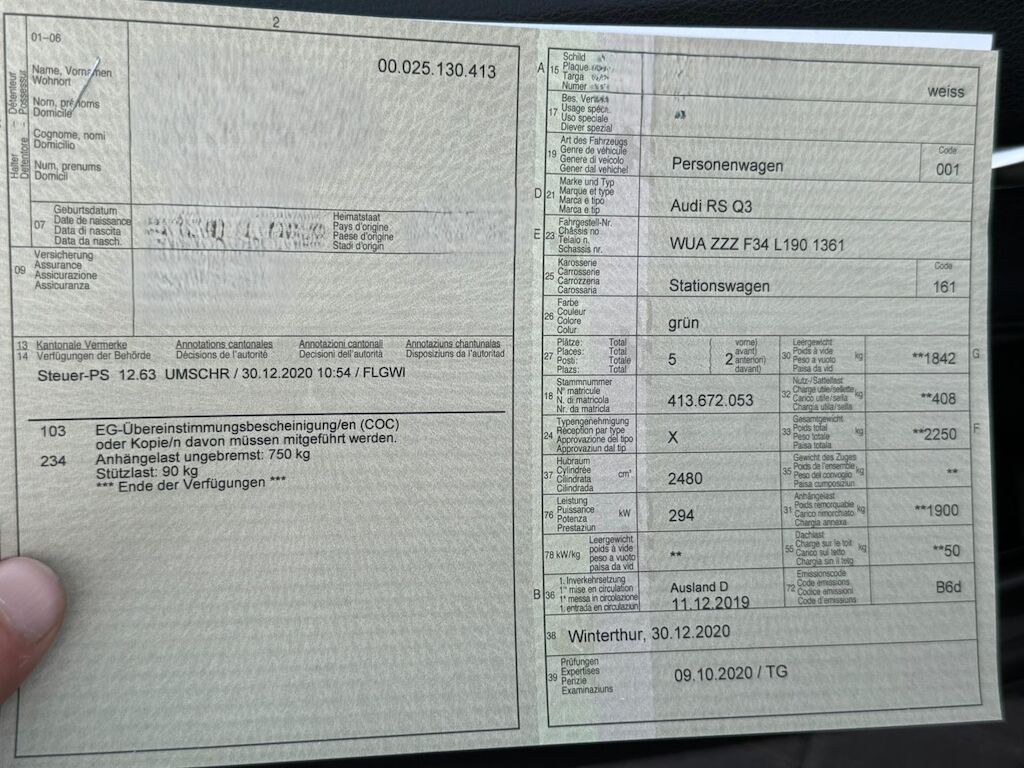 2
01–06
Halter – Détenteur
Detentore – Possessur
Name, Vornamen
Wohnort
Nom, prénoms
Domicile
Cognome, nomi
Domicilio
Num, prenums
Domicil
00.025.130.413
07
Geburtsdatum
Date de naissance
Data di nascita
Data da nasch.
Heimatstaat
Pays d'origine
Paese d'origine
Stadi d'origin
09
Versicherung
Assurance
Assicurazione
Assicuranza
13 Kantonale Vermerke Annotations cantonales Annotazioni cantonali Annotaziuns chantunalas
14 Verfügungen der Behörde Décisions de l'autorité Decisioni dell'autorità Disposiziuns da l'autoritad
Steuer-PS 12.63 UMSCHR / 30.12.2020 10:54 / FLGWI
103 EG-Übereinstimmungsbescheinigung/en (COC)
oder Kopie/n davon müssen mitgeführt werden.
234 Anhängelast ungebremst: 750 kg
Stützlast: 90 kg
*** Ende der Verfügungen ***
A 15
Schild
Plaque
Targa
Numer
weiss
17
Bes. Verw.
Usage spéc.
Uso speciale
Diever spezial
19
Art des Fahrzeugs
Genre de véhicule
Genere di veicolo
Gener dal vehichel
Personenwagen
Code
001
D 21
Marke und Typ
Marque et type
Marca e tipo
Marca e tip
Audi RS Q3
E 23
Fahrgestell-Nr.
Châssis no
Telaio n.
Schassis nr.
WUA ZZZ F34 L190 1361
25
Karosserie
Carrosserie
Carrozzeria
Carossaria
Stationswagen
Code
161
26
Farbe
Couleur
Colore
Colur
grün
27
Plätze: Total
Places: Total
Posti: Totale
Plazs: Total
5
2
vorne)
avant)
anteriori)
davant)
30
Leergewicht
Poids à vide
Peso a vuoto
Paisa da vid
kg
**1842
G
18
Stammnummer
N° matricule
N. di matricola
Nr. da matricla
413.672.053
32
Nutz-/Sattellast
Charge utile/sellette
Carico utile/sella
Chargia utila/sella
kg
**408
24
Typengenehmigung
Réception par type
Approvazione del tipo
Approvaziun dal tip
X
33
Gesamtgewicht
Poids total
Peso totale
Paisa totala
kg
**2250
F
37
Hubraum
Cylindrée
Cilindrata
Cilindrada
cm³
2480
35
Gewicht des Zuges
Poids de l'ensemble
Peso del convoglio
Paisa cumposiziun
kg
**
76
Leistung
Puissance
Potenza
Prestaziun
kW
294
31
Anhängelast
Poids remorquable
Carico rimorchiato
Chargia annexa
kg
**1900
78 kW/kg
Leergewicht
poids à vide
peso a vuoto
paisa da vid
**
55
Dachlast
Charge sur le toit
Carico sul tetto
Chargia sin il tetg
kg
**50
B 36
1. Inverkehrsetzung
1re mise en circulation
1a messa in circolazione
1. entrada en circulaziun
Ausland D
11.12.2019
72
Emissionscode
Code émissions
Codice emissioni
Code d'emissiuns
B6d
38 Winterthur, 30.12.2020
39
Prüfungen
Expertises
Perizie
Examinaziuns
09.10.2020 / TG